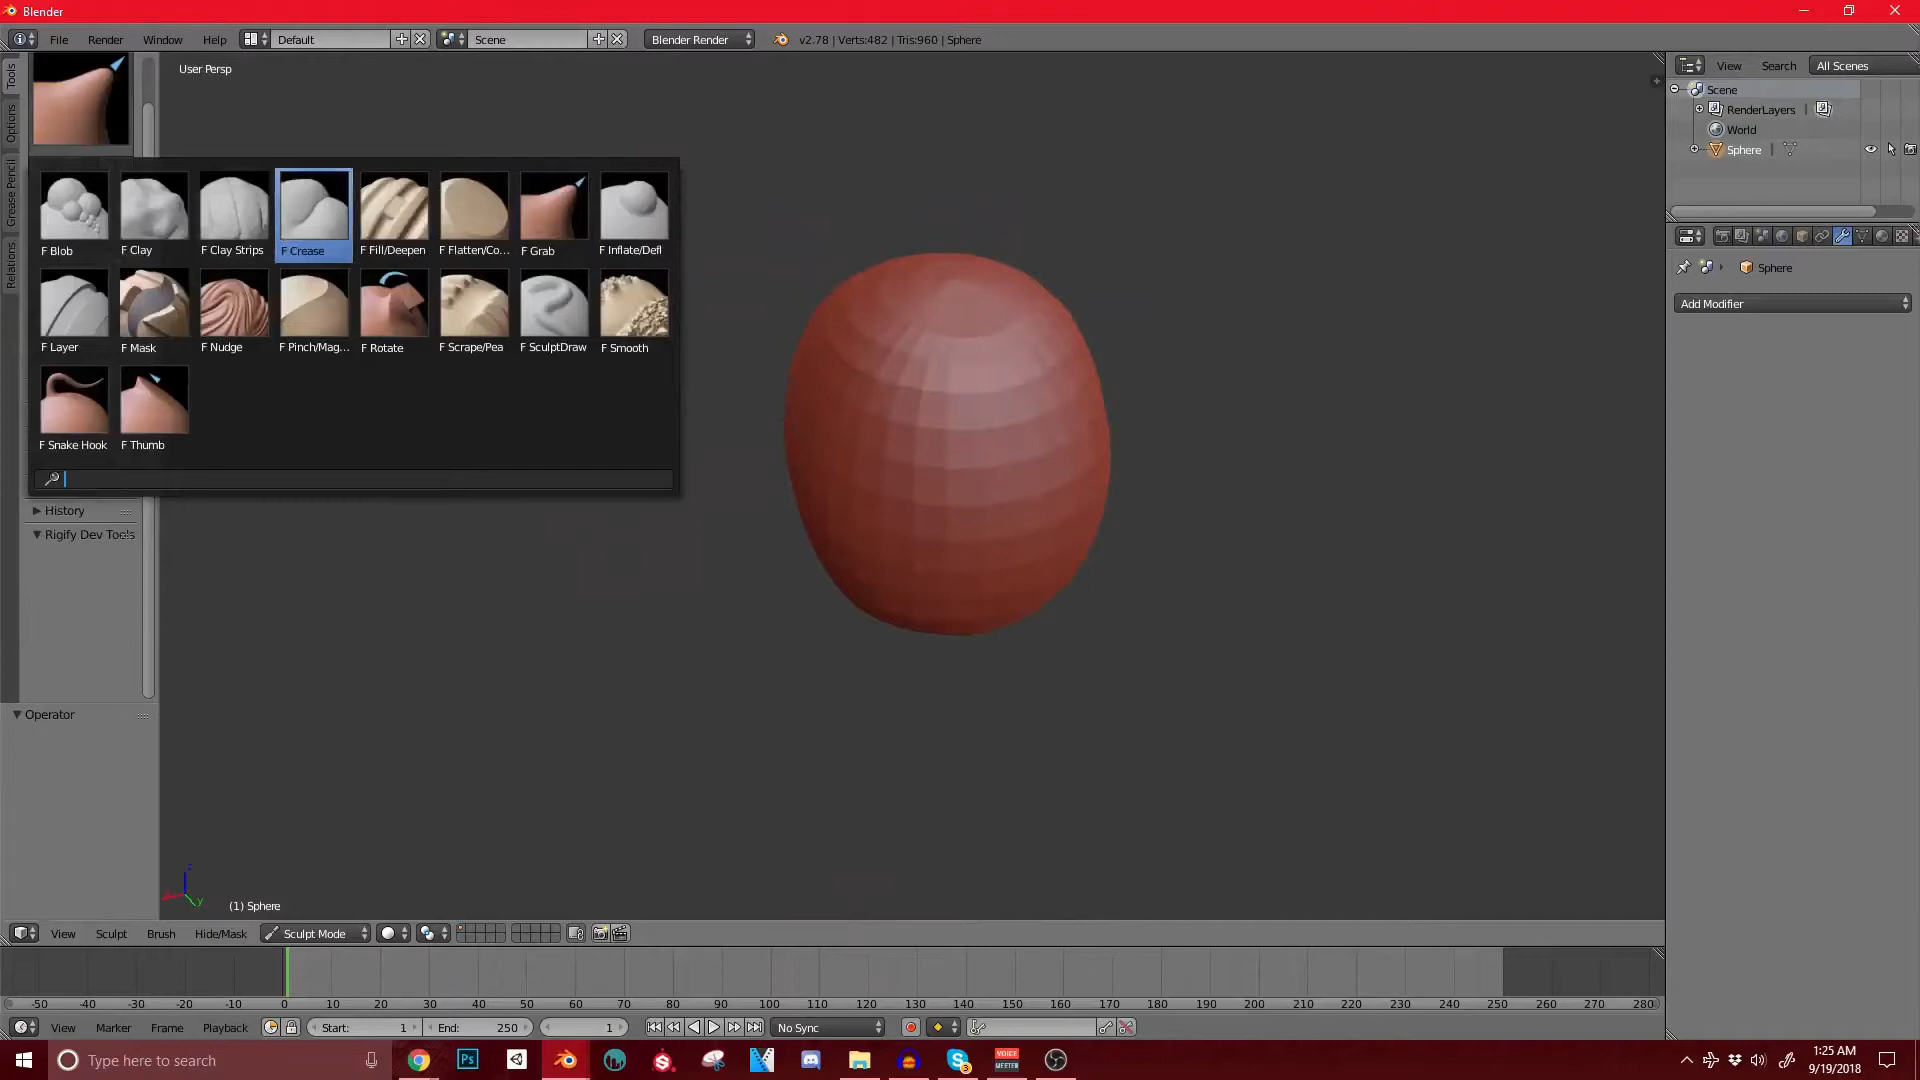 Blender
File Render Window Help Default Scene Blender Render v2.78 | Verts:482 | Tris:960 | Sphere
User Persp
View Search All Scenes
Scene
RenderLayers
World
Sphere
Sphere
Add Modifier
Tools
Options
Grease Pencil
Relations
F Blob F Clay F Clay Strips F Crease F Fill/Deepen F Flatten/Co... F Grab F Inflate/Defl
F Layer F Mask F Nudge F Pinch/Mag... F Rotate F Scrape/Pea F SculptDraw F Smooth
F Snake Hook F Thumb
History
Rigify Dev Tools
Operator
z
y
(1) Sphere
View Sculpt Brush Hide/Mask Sculpt Mode
-50 -40 -30 -20 -10 0 10 20 30 40 50 60 70 80 90 100 110 120 130 140 150 160 170 180 190 200 210 220 230 240 250 260 270 280
View Marker Frame Playback Start: 1 End: 250 1 No Sync
Type here to search
Ps
3
VOICE
MEETER
1:25 AM
9/19/2018